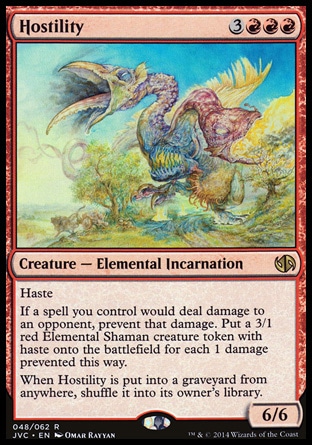 Hostility 3
Creature — Elemental Incarnation
Haste
If a spell you control would deal damage to
an opponent, prevent that damage. Put a 3/1
red Elemental Shaman creature token with
haste onto the battlefield for each 1 damage
prevented this way.
When Hostility is put into a graveyard from
anywhere, shuffle it into its owner's library.
6/6
048/062 R
JVC • EN Omar Rayyan ™ & © 2014 Wizards of the Coast